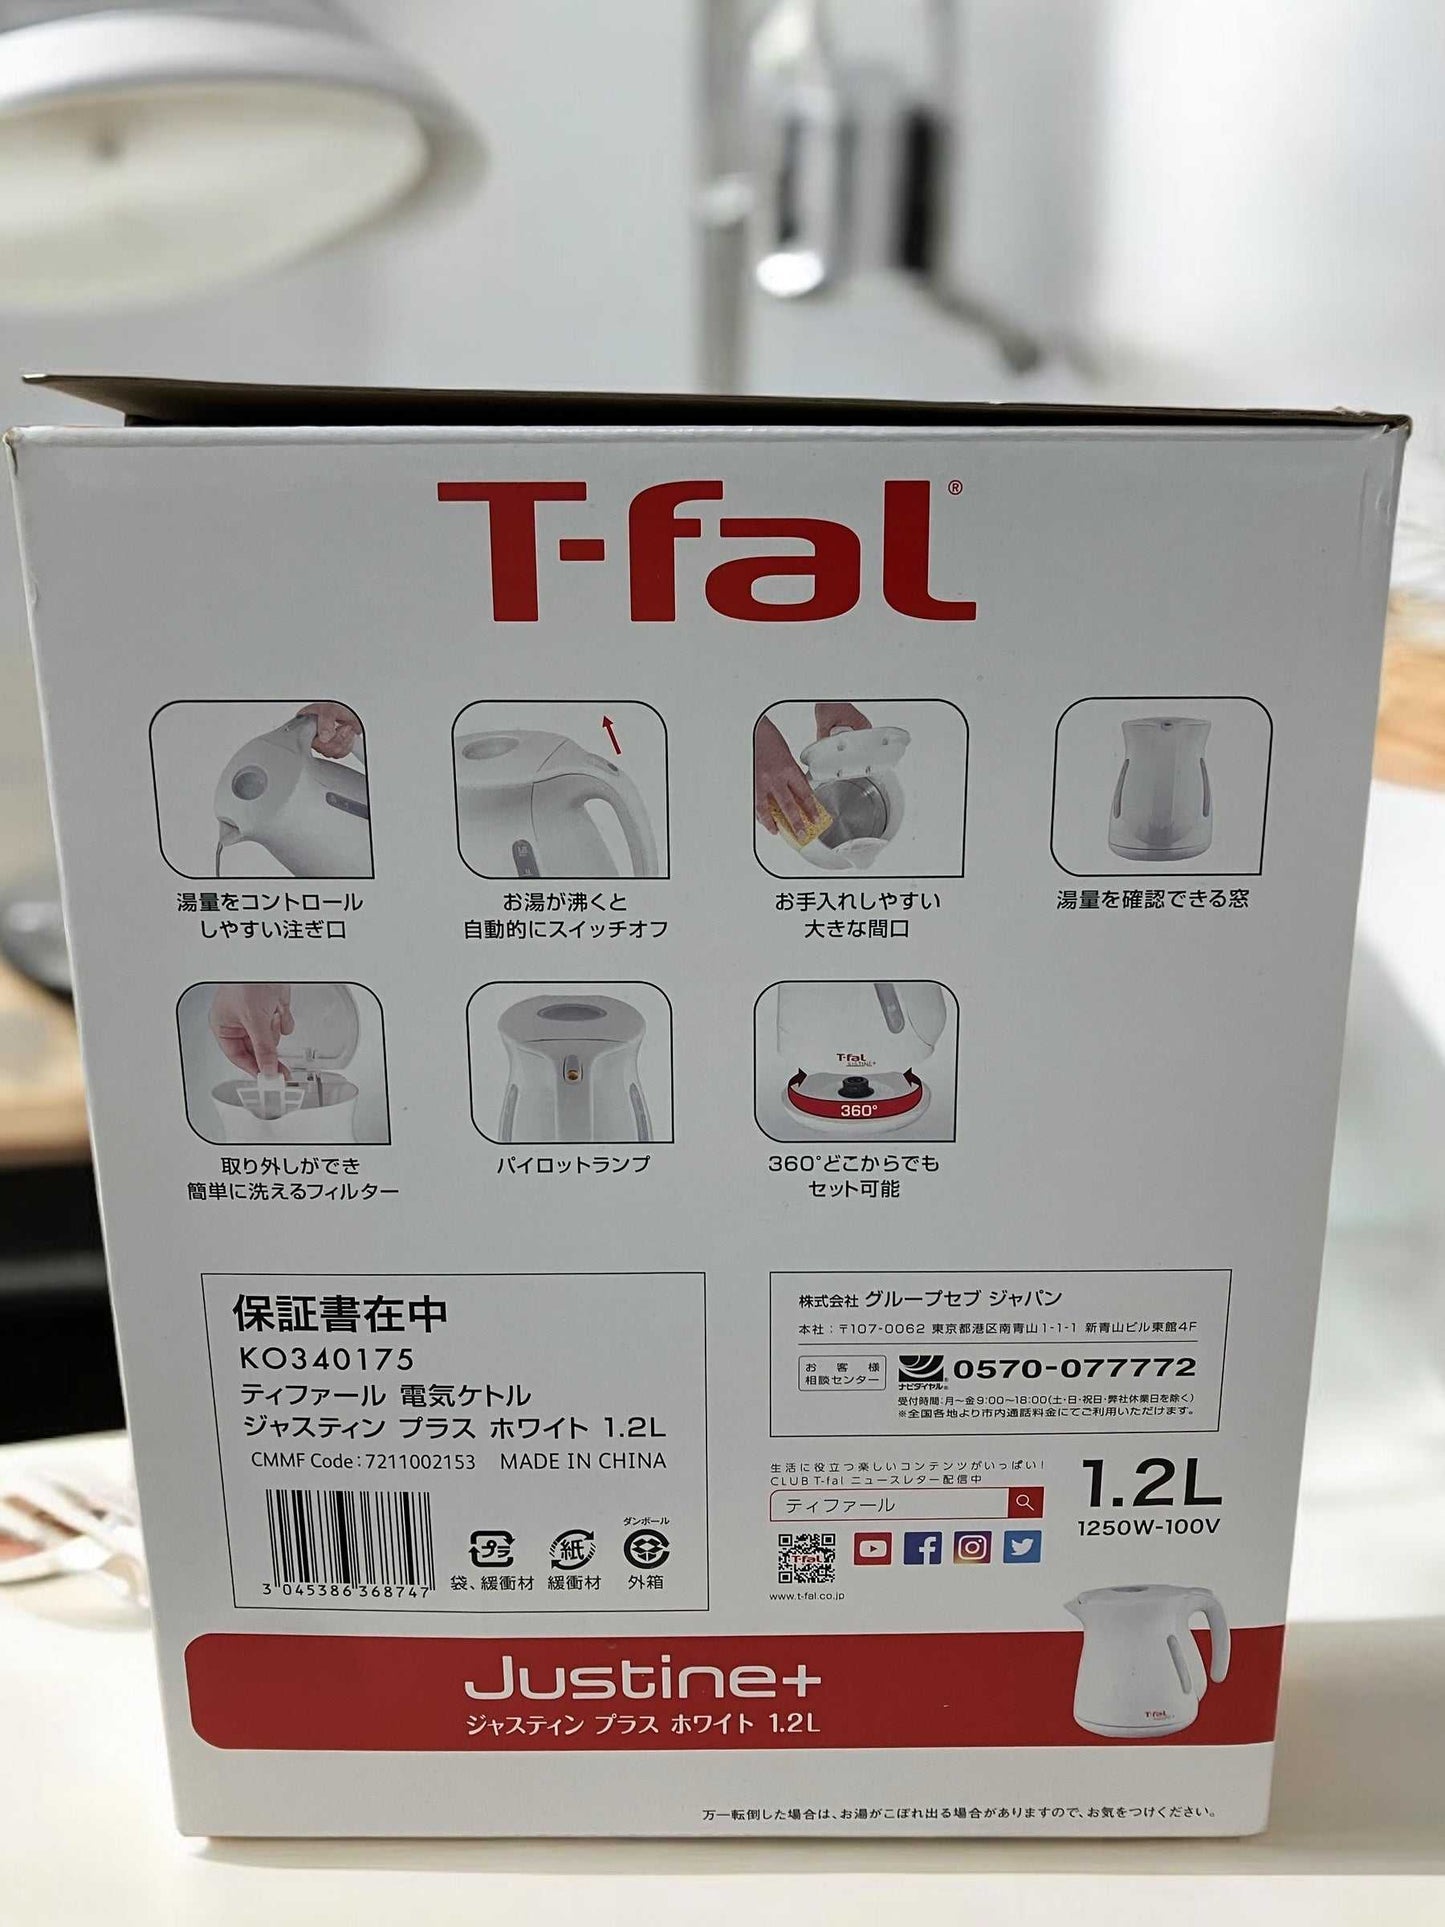 T-fal®
湯量をコントロール
しやすい注ぎ口
お湯が沸くと
自動的にスイッチオフ
お手入れしやすい
大きな間口
湯量を確認できる窓
T-fal
JUSTINE+
360°
取り外しができ
簡単に洗えるフィルター
パイロットランプ
360°どこからでも
セット可能
保証書在中
KO340175
ティファール 電気ケトル
ジャスティン プラス ホワイト 1.2L
CMMF Code:7211002153 MADE IN CHINA
3 045386 368747
プラ
袋、緩衝材
紙
緩衝材
ダンボール
外箱
株式会社 グループセブ ジャパン
本社：〒107-0062 東京都港区南青山1-1-1 新青山ビル東館4F
お客様
相談センター
ナビダイヤル®
0570-077772
受付時間：月～金9:00～18:00(土・日・祝日・弊社休業日を除く)
※全国各地より市内通話料金にてご利用いただけます。
生活に役立つ楽しいコンテンツがいっぱい！
CLUB T-fal ニュースレター配信中
ティファール
T-fal
www.t-fal.co.jp
1.2L
1250W-100V
Justine+
ジャスティン プラス ホワイト 1.2L
T-fal
万一転倒した場合は、お湯がこぼれ出る場合がありますので、お気をつけください。